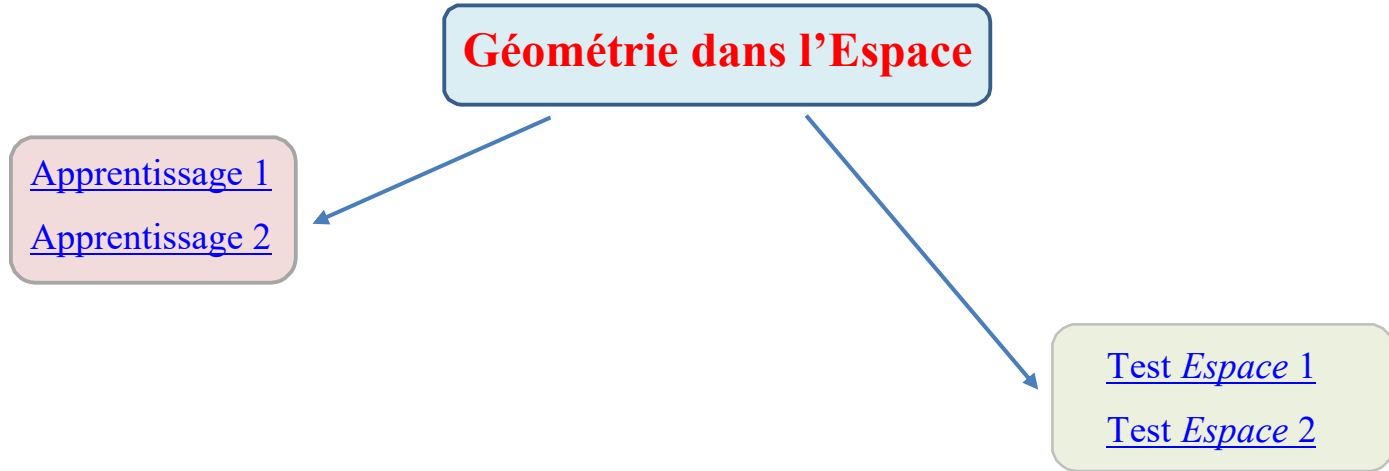 Géométrie dans l’Espace
Apprentissage 1
Apprentissage 2
Test Espace 1
Test Espace 2